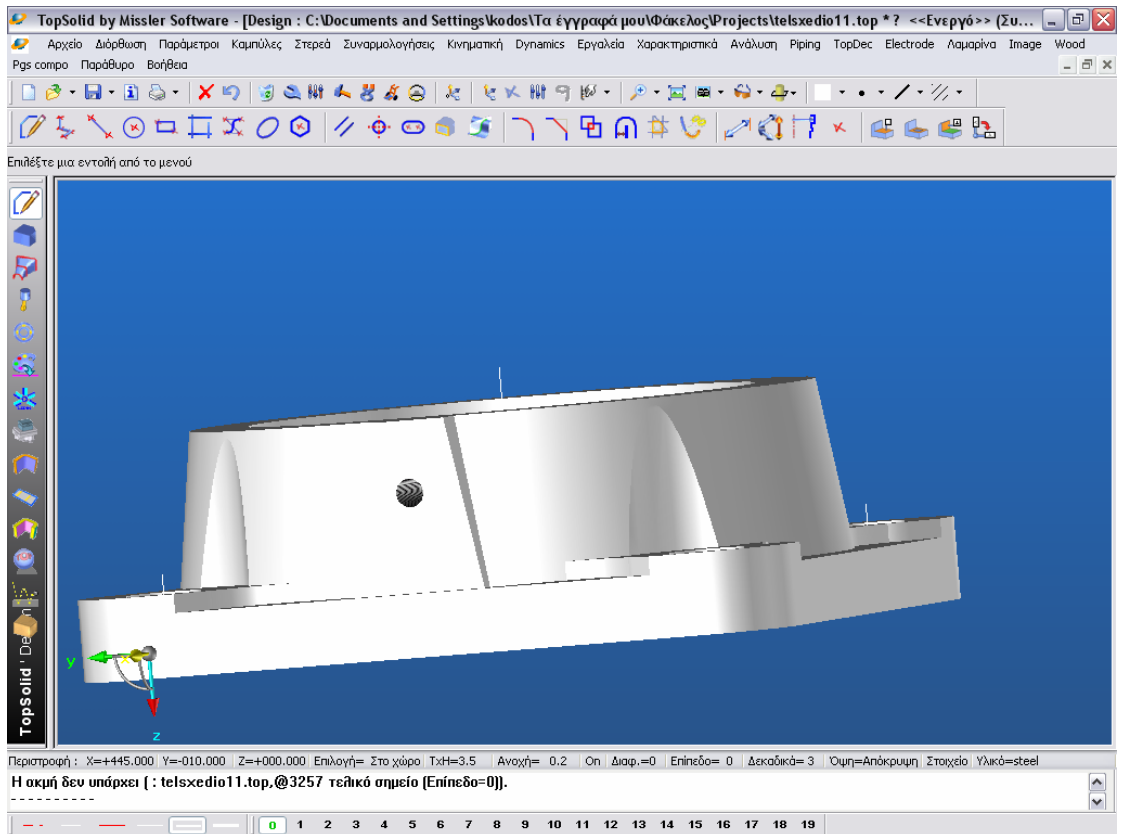 TopSolid by Missler Software - [Design : C:\Documents and Settings\kodos\Τα έγγραφά μου\Φάκελος\Projects\telsxedio11.top * ? <<Ενεργό>> (Συ...
Αρχείο Διόρθωση Παράμετροι Καμπύλες Στερεά Συναρμολογήσεις Κινηματική Dynamics Εργαλεία Χαρακτηριστικά Ανάλυση Piping TopDec Electrode Λαμαρίνα Image Wood
Pgs compo Παράθυρο Βοήθεια
Επιλέξτε μια εντολή από το μενού
y
x
z
TopSolid ' Design
Περιστροφή : X=+445.000 Y=-010.000 Z=+000.000 Επιλογή= Στο χώρο TxH=3.5 Ανοχή= 0.2 On Διαφ.=0 Επίπεδο= 0 Δεκαδικά= 3 Όψη=Απόκρυψη Στοιχείο Υλικό=steel
Η ακμή δεν υπάρχει ( : telsxedio11.top,@3257 τελικό σημείο (Επίπεδο=0)).
----------
0 1 2 3 4 5 6 7 8 9 10 11 12 13 14 15 16 17 18 19